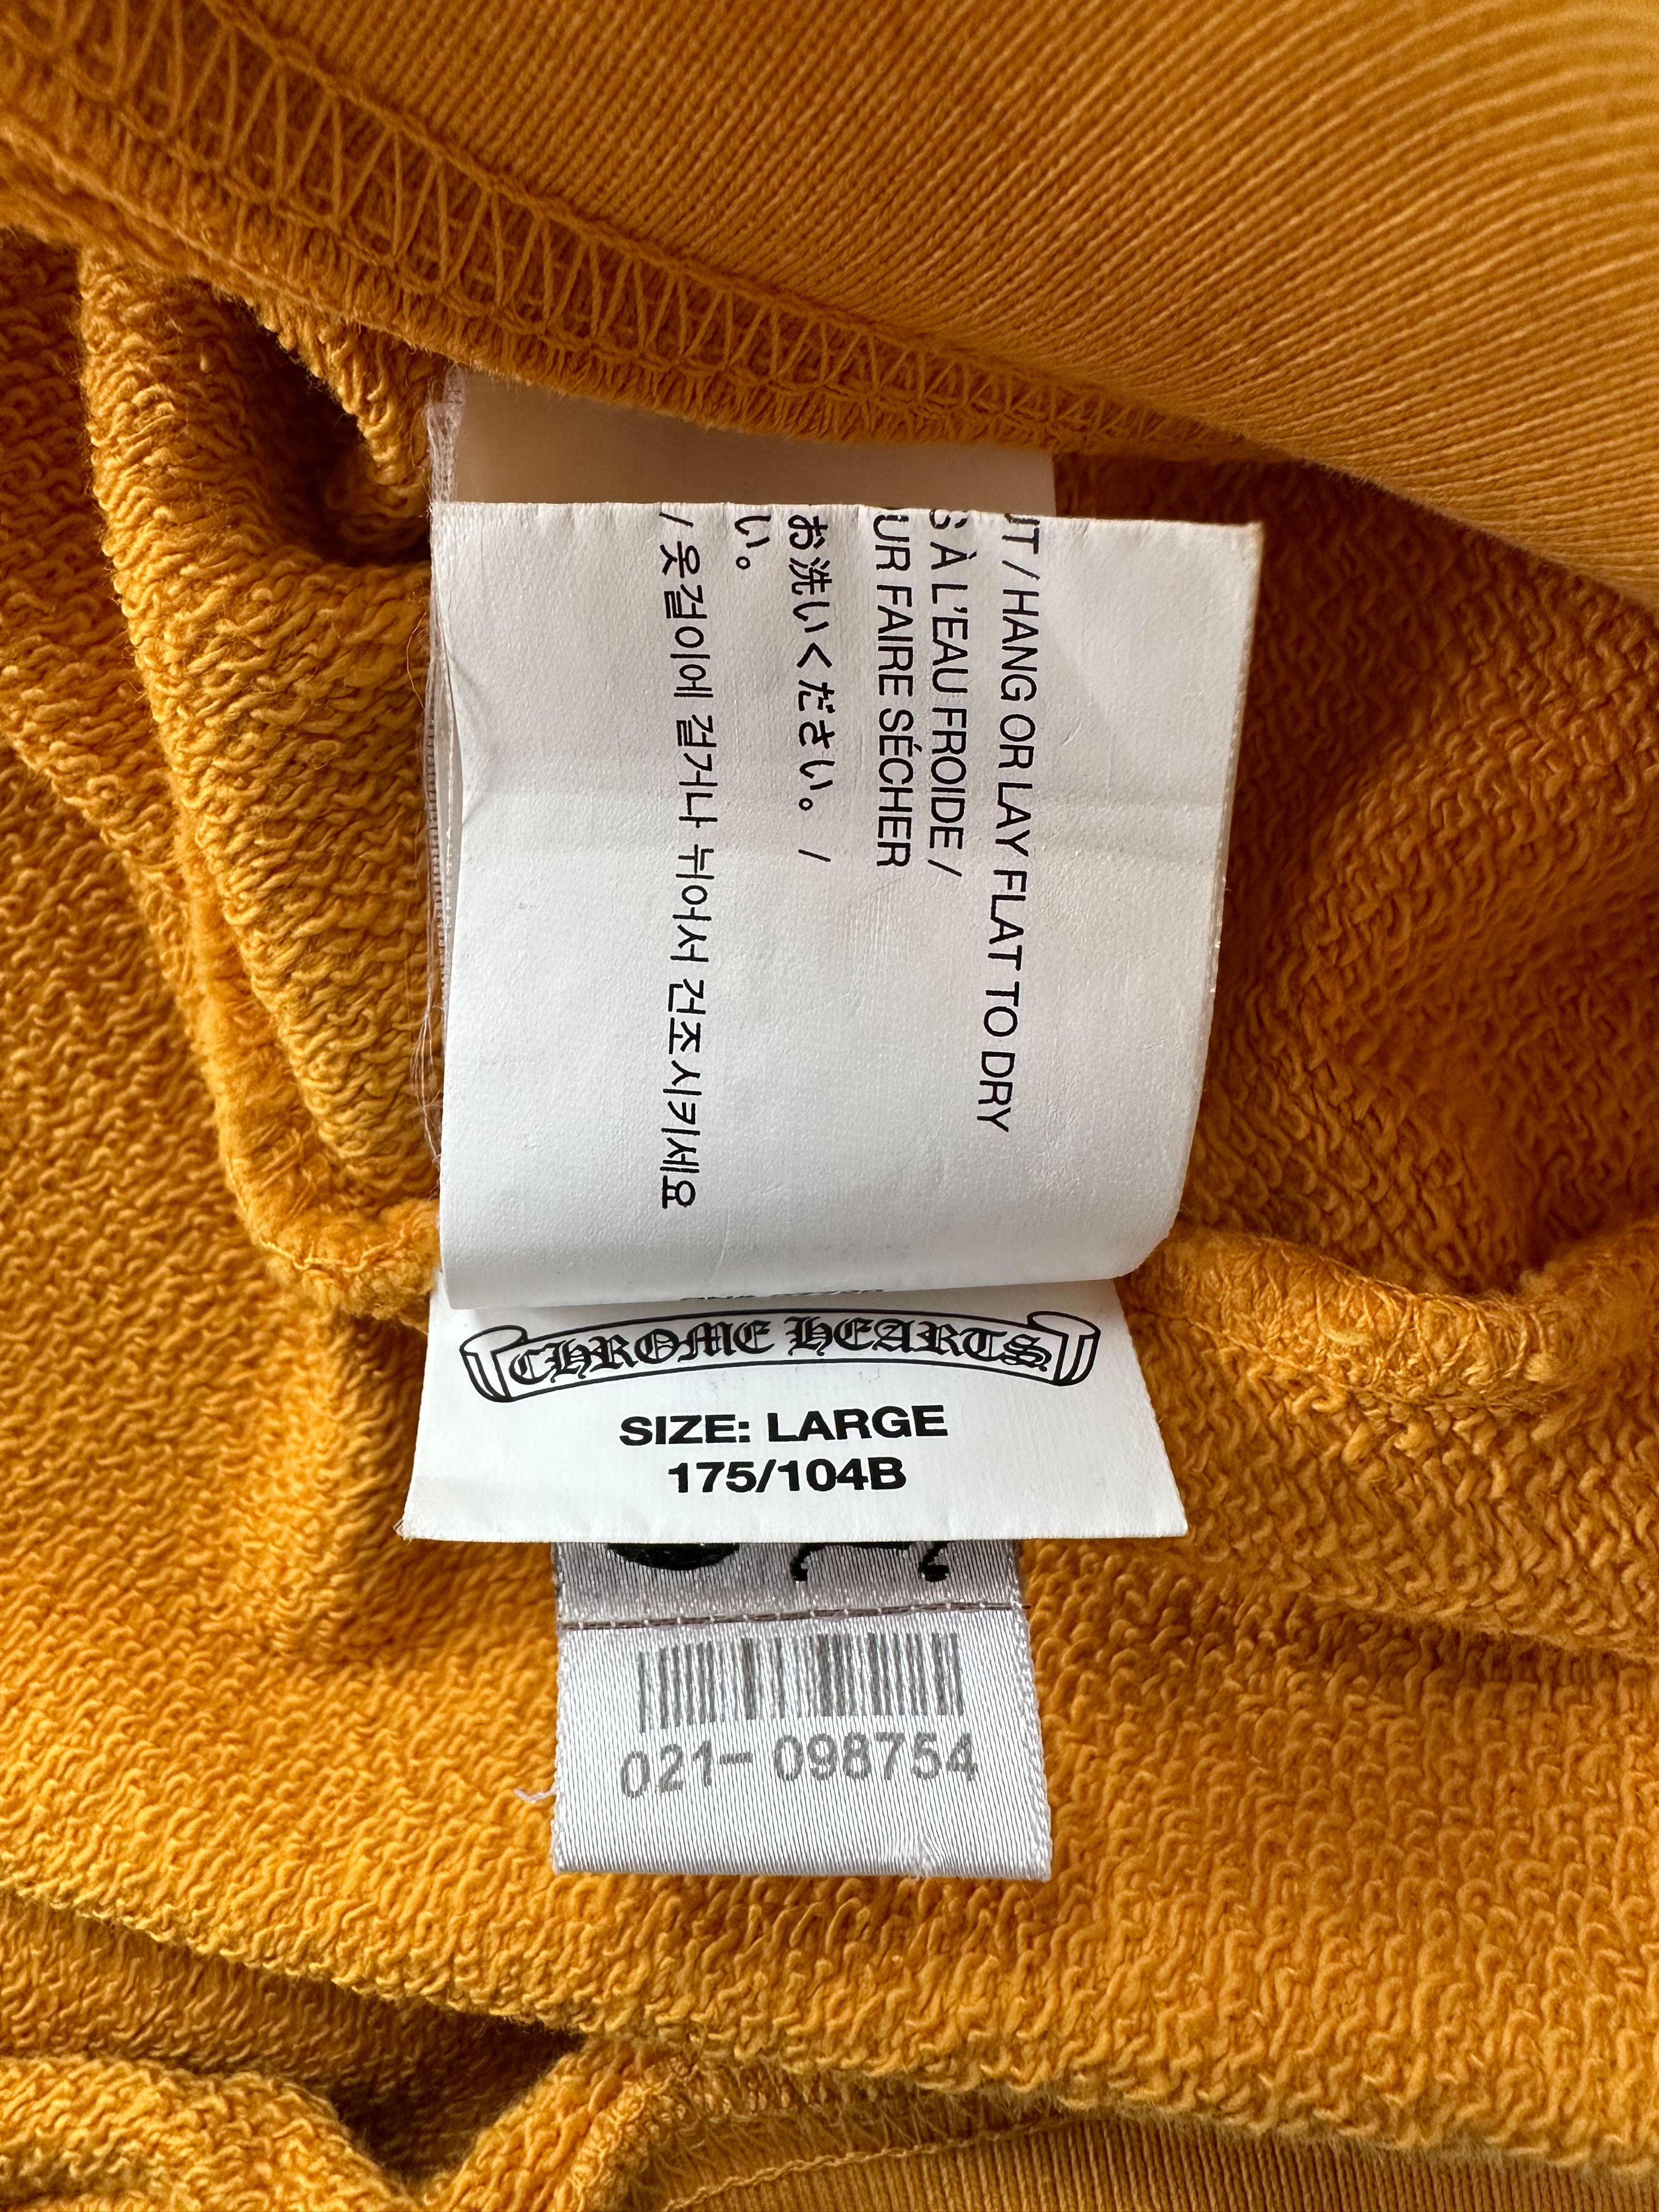 UT / HANG OR LAY FLAT TO DRY
S À L'EAU FROIDE /
UR FAIRE SÉCHER
お洗いください。 /
い。
/ 옷걸이에 걸거나 뉘어서 건조시키세요
CHROME HEARTS
SIZE: LARGE
175/104B
021-098754